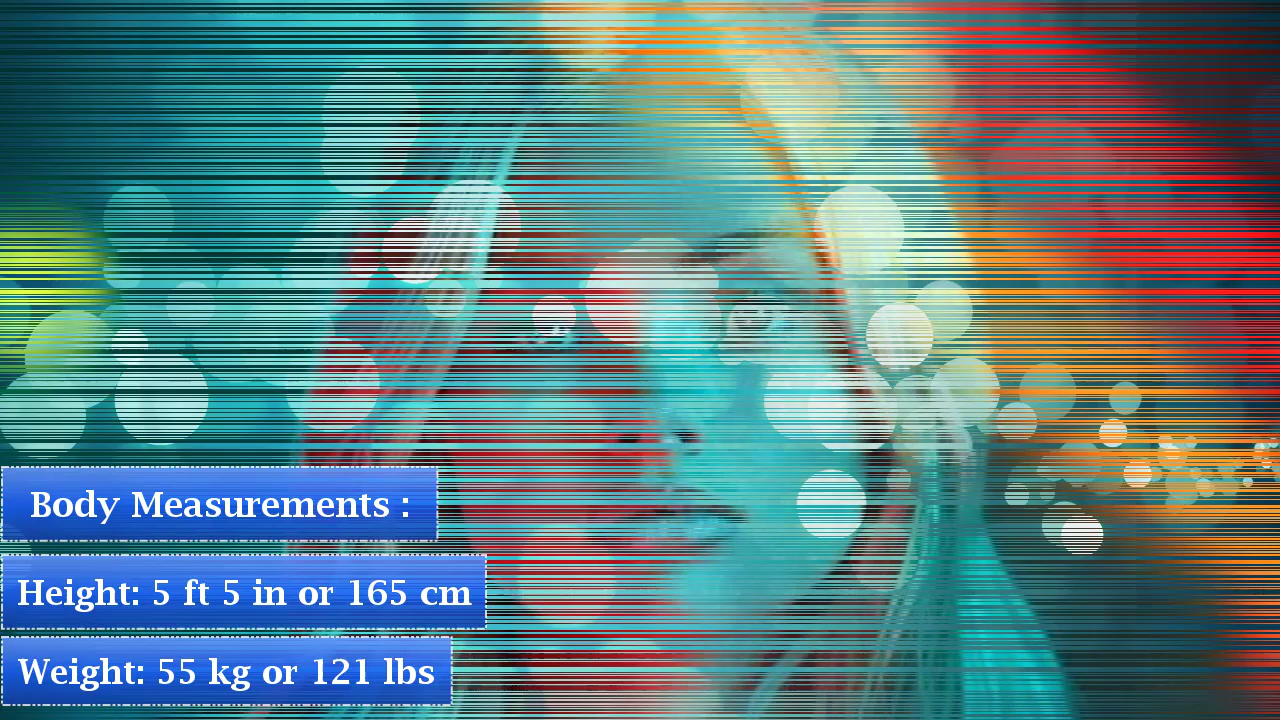 Body Measurements :
Height: 5 ft 5 in or 165 cm
Weight: 55 kg or 121 lbs